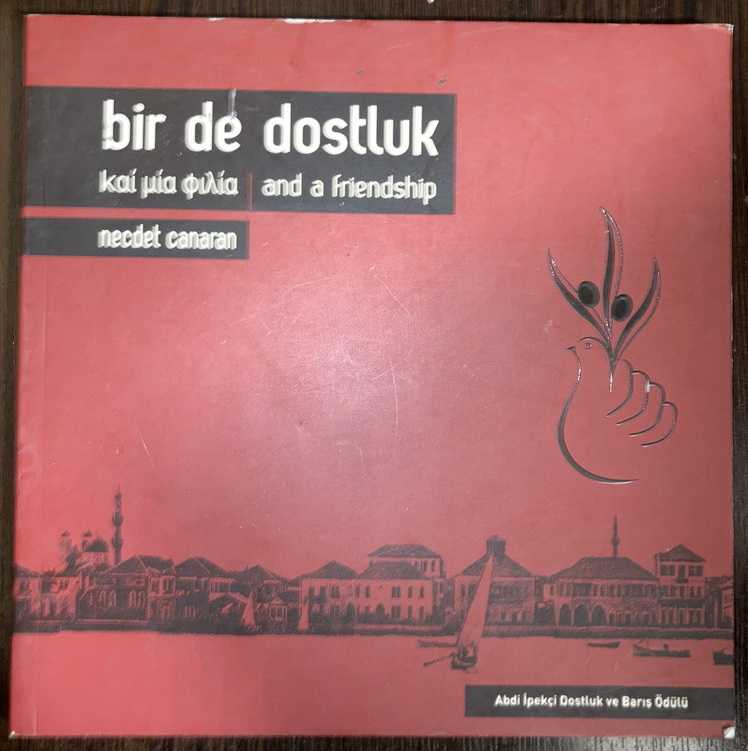 bir de dostluk
καί μία φιλία | and a friendship
necdet canaran
Abdi İpekçi Dostluk ve Barış Ödülü